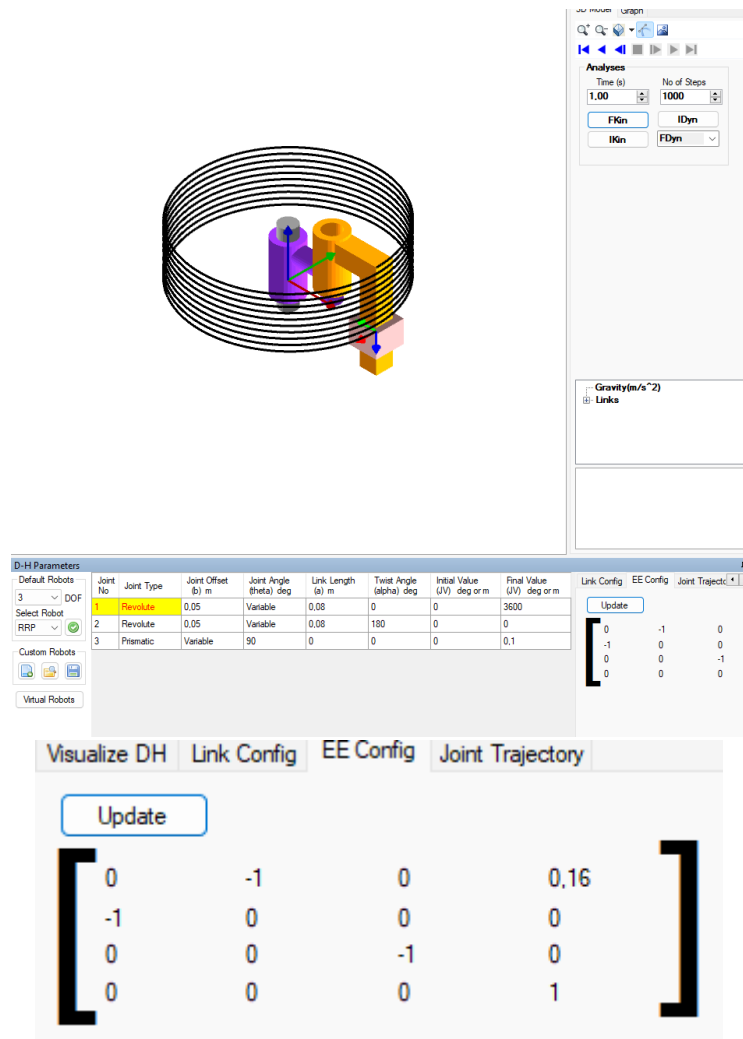 3D Model Graph
Analyses
Time (s) No of Steps
1,00 1000
FKin IDyn
IKin FDyn
Gravity(m/s^2)
Links
D-H Parameters
Default Robots
3 DOF
Select Robot
RRP
Custom Robots
Virtual Robots
Joint No Joint Type Joint Offset (b) m Joint Angle (theta) deg Link Length (a) m Twist Angle (alpha) deg Initial Value (JV) deg or m Final Value (JV) deg or m
1 Revolute 0,05 Variable 0,08 0 0 3600
2 Revolute 0,05 Variable 0,08 180 0 0
3 Prismatic Variable 90 0 0 0 0,1
Link Config EE Config Joint Trajecto
Update
0 -1 0
-1 0 0
0 0 -1
0 0 0
Visualize DH Link Config EE Config Joint Trajectory
Update
0 -1 0 0,16
-1 0 0 0
0 0 -1 0
0 0 0 1